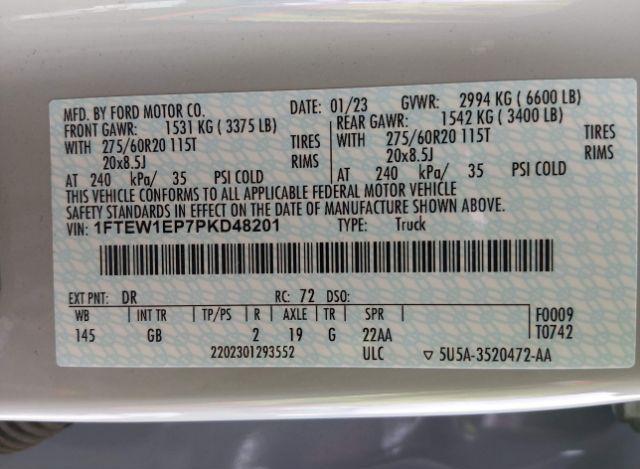 MFD. BY FORD MOTOR CO. DATE: 01/23 GVWR: 2994 KG ( 6600 LB)
FRONT GAWR: 1531 KG ( 3375 LB) REAR GAWR: 1542 KG ( 3400 LB)
WITH 275/60R20 115T TIRES WITH 275/60R20 115T TIRES
20x8.5J RIMS 20x8.5J RIMS
AT 240 kPa/ 35 PSI COLD AT 240 kPa/ 35 PSI COLD
THIS VEHICLE CONFORMS TO ALL APPLICABLE FEDERAL MOTOR VEHICLE
SAFETY STANDARDS IN EFFECT ON THE DATE OF MANUFACTURE SHOWN ABOVE.
VIN: 1FTEW1EP7PKD48201 TYPE: Truck
EXT PNT: DR RC: 72 DSO:
WB INT TR TP/PS R AXLE TR SPR F0009
145 GB 2 19 G 22AA T0742
2202301293552 ULC ▽ 5U5A-3520472-AA